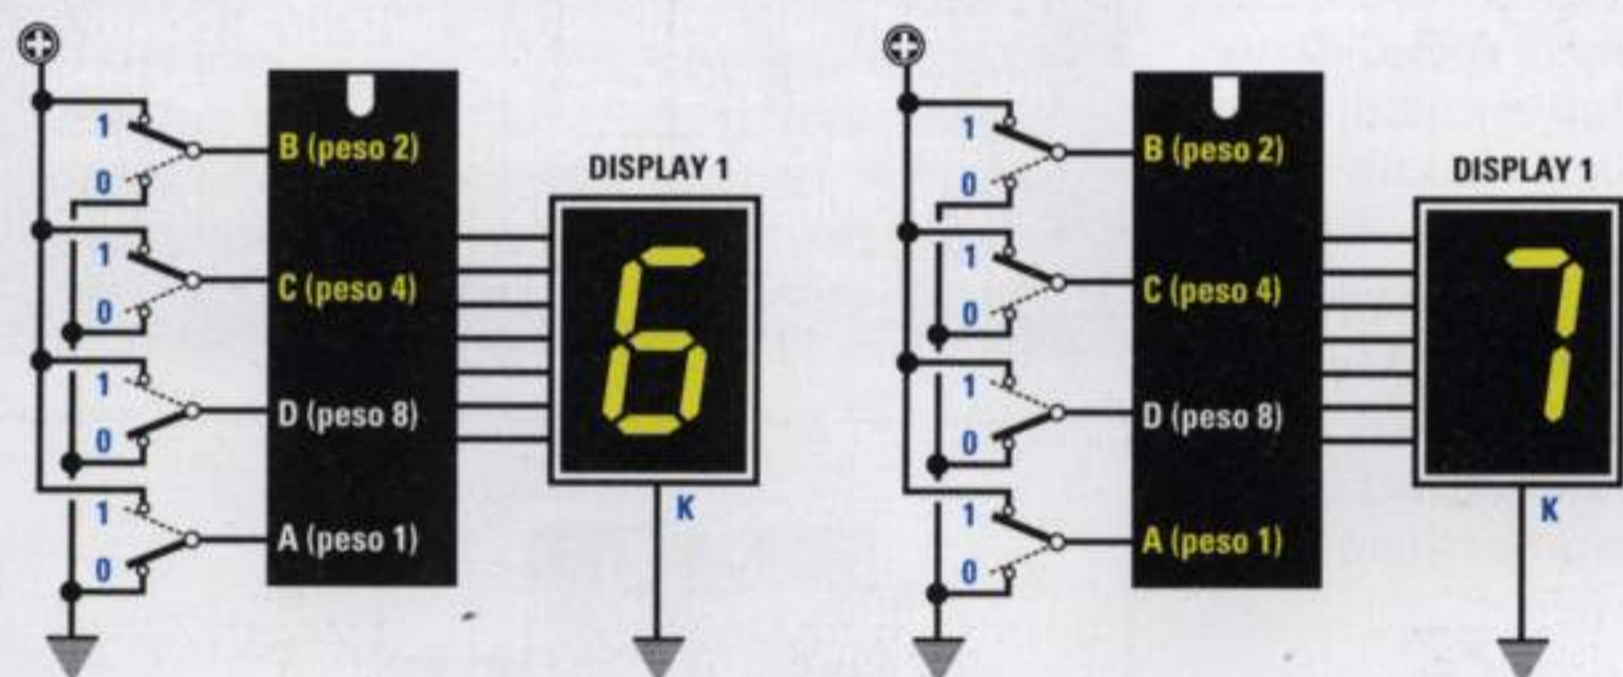 1
0
B (peso 2)
1
0
C (peso 4)
1
0
D (peso 8)
1
0
A (peso 1)
DISPLAY 1
6
K
1
0
B (peso 2)
1
0
C (peso 4)
1
0
D (peso 8)
1
0
A (peso 1)
DISPLAY 1
7
K